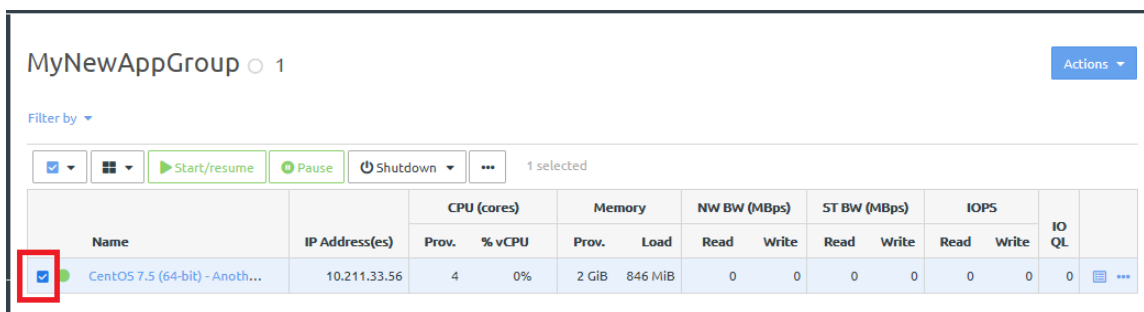 MyNewAppGroup 1
Actions
Filter by
Start/resume Pause Shutdown ••• 1 selected
CPU (cores) Memory NW BW (MBps) ST BW (MBps) IOPS
Name IP Address(es) Prov. % vCPU Prov. Load Read Write Read Write Read Write IO QL
CentOS 7.5 (64-bit) - Anoth... 10.211.33.56 4 0% 2 GiB 846 MiB 0 0 0 0 0 0 0 •••